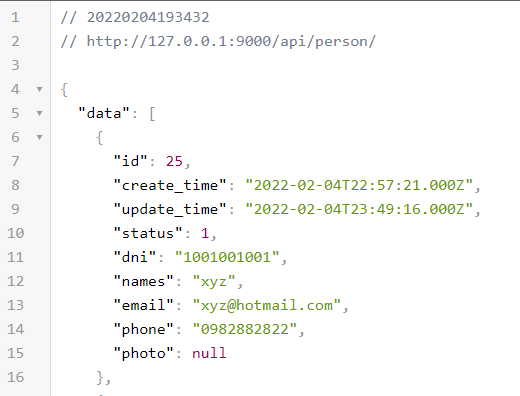 1 // 20220204193432
2 // http://127.0.0.1:9000/api/person/
3
4 {
5 "data": [
6 {
7 "id": 25,
8 "create_time": "2022-02-04T22:57:21.000Z",
9 "update_time": "2022-02-04T23:49:16.000Z",
10 "status": 1,
11 "dni": "1001001001",
12 "names": "xyz",
13 "email": "xyz@hotmail.com",
14 "phone": "0982882822",
15 "photo": null
16 },